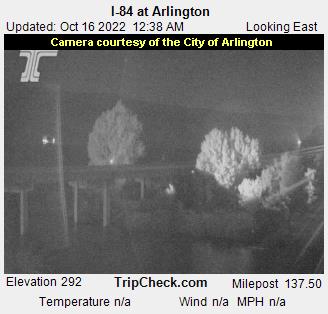 I-84 at Arlington
Updated: Oct 16 2022 12:38 AM Looking East
Camera courtesy of the City of Arlington
Elevation 292 TripCheck.com Milepost 137.50
Temperature n/a Wind n/a MPH n/a